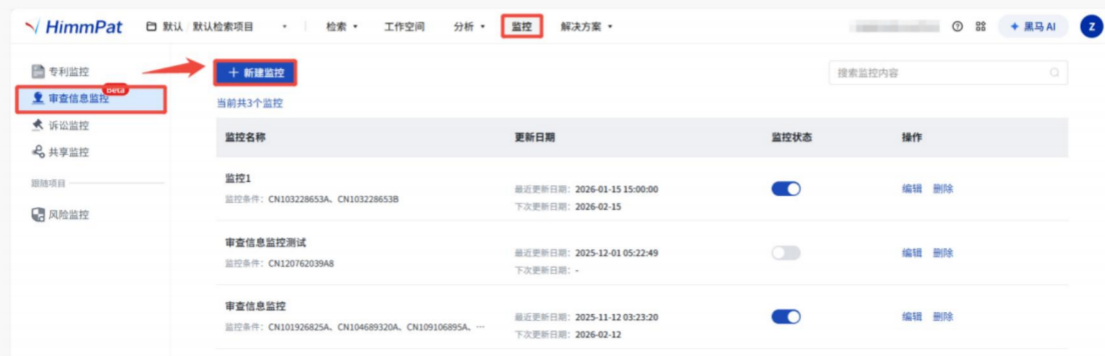 HimmPat 默认 默认检索项目 检索 工作空间 分析 监控 解决方案 黑马 AI Z
专利监控
+ 新建监控
搜索监控内容
审查信息监控 Beta
当前共3个监控
诉讼监控
共享监控
跟随项目
风险监控
监控名称 更新日期 监控状态 操作
监控1
监控条件：CN103228653A、CN103228653B
最近更新日期：2026-01-15 15:00:00
下次更新日期：2026-02-15
编辑 删除
审查信息监控测试
监控条件：CN120762039A8
最近更新日期：2025-12-01 05:22:49
下次更新日期：-
编辑 删除
审查信息监控
监控条件：CN101926825A、CN104689320A、CN109106895A、···
最近更新日期：2025-11-12 03:23:20
下次更新日期：2026-02-12
编辑 删除